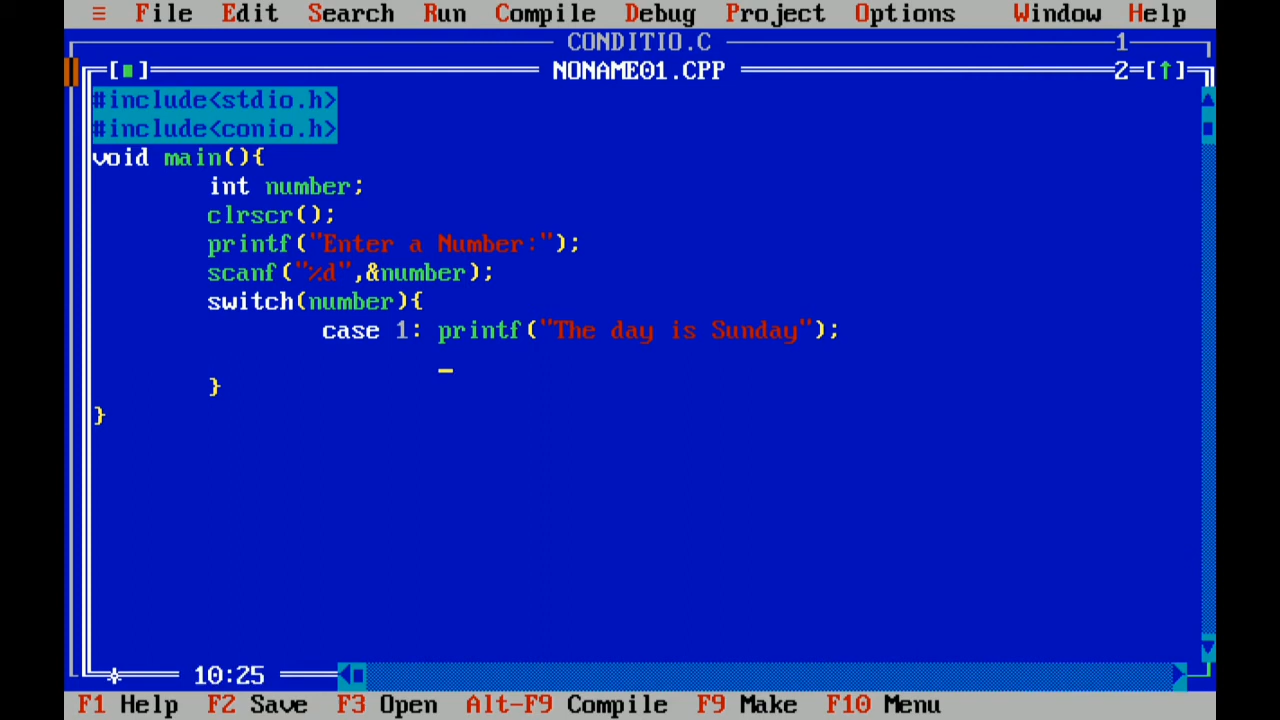 ≡ File Edit Search Run Compile Debug Project Options Window Help
CONDITIO.C 1
[■] NONAME01.CPP 2=[↑]
#include<stdio.h>
#include<conio.h>
void main(){
int number;
clrscr();
printf("Enter a Number:");
scanf("%d",&number);
switch(number){
case 1: printf("The day is Sunday");
}
}
10:25
F1 Help F2 Save F3 Open Alt-F9 Compile F9 Make F10 Menu